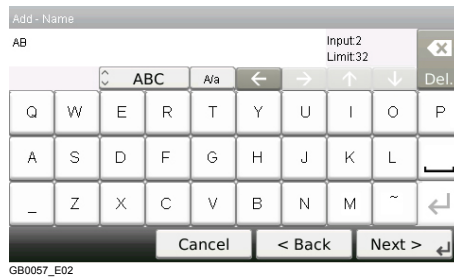 Add - Name
AB
Input:2
Limit:32
ABC A/a ← → ↑ ↓ Del.
Q W E R T Y U I O P
A S D F G H J K L
_ Z X C V B N M ~
Cancel < Back Next >
GB0057_E02